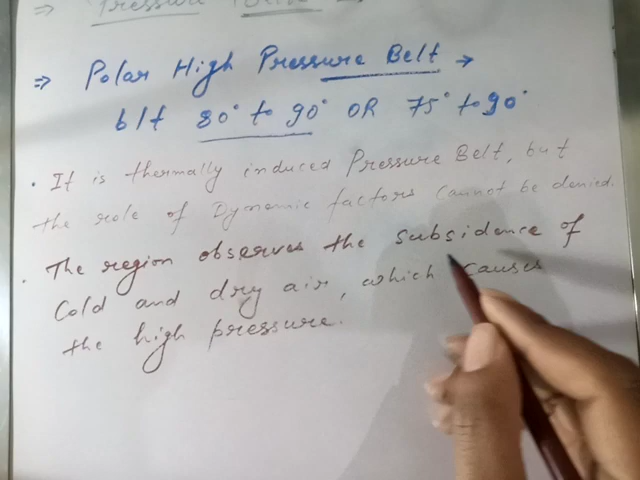 ⇒ Pressure
⇒ Polar High Pressure Belt →
b/t 80° to 90° OR 75° to 90°
• It is thermally induced Pressure Belt, but
the role of Dynamic factors cannot be denied.
• The region observes the subsidence of
Cold and dry air, which causes
the high pressure.